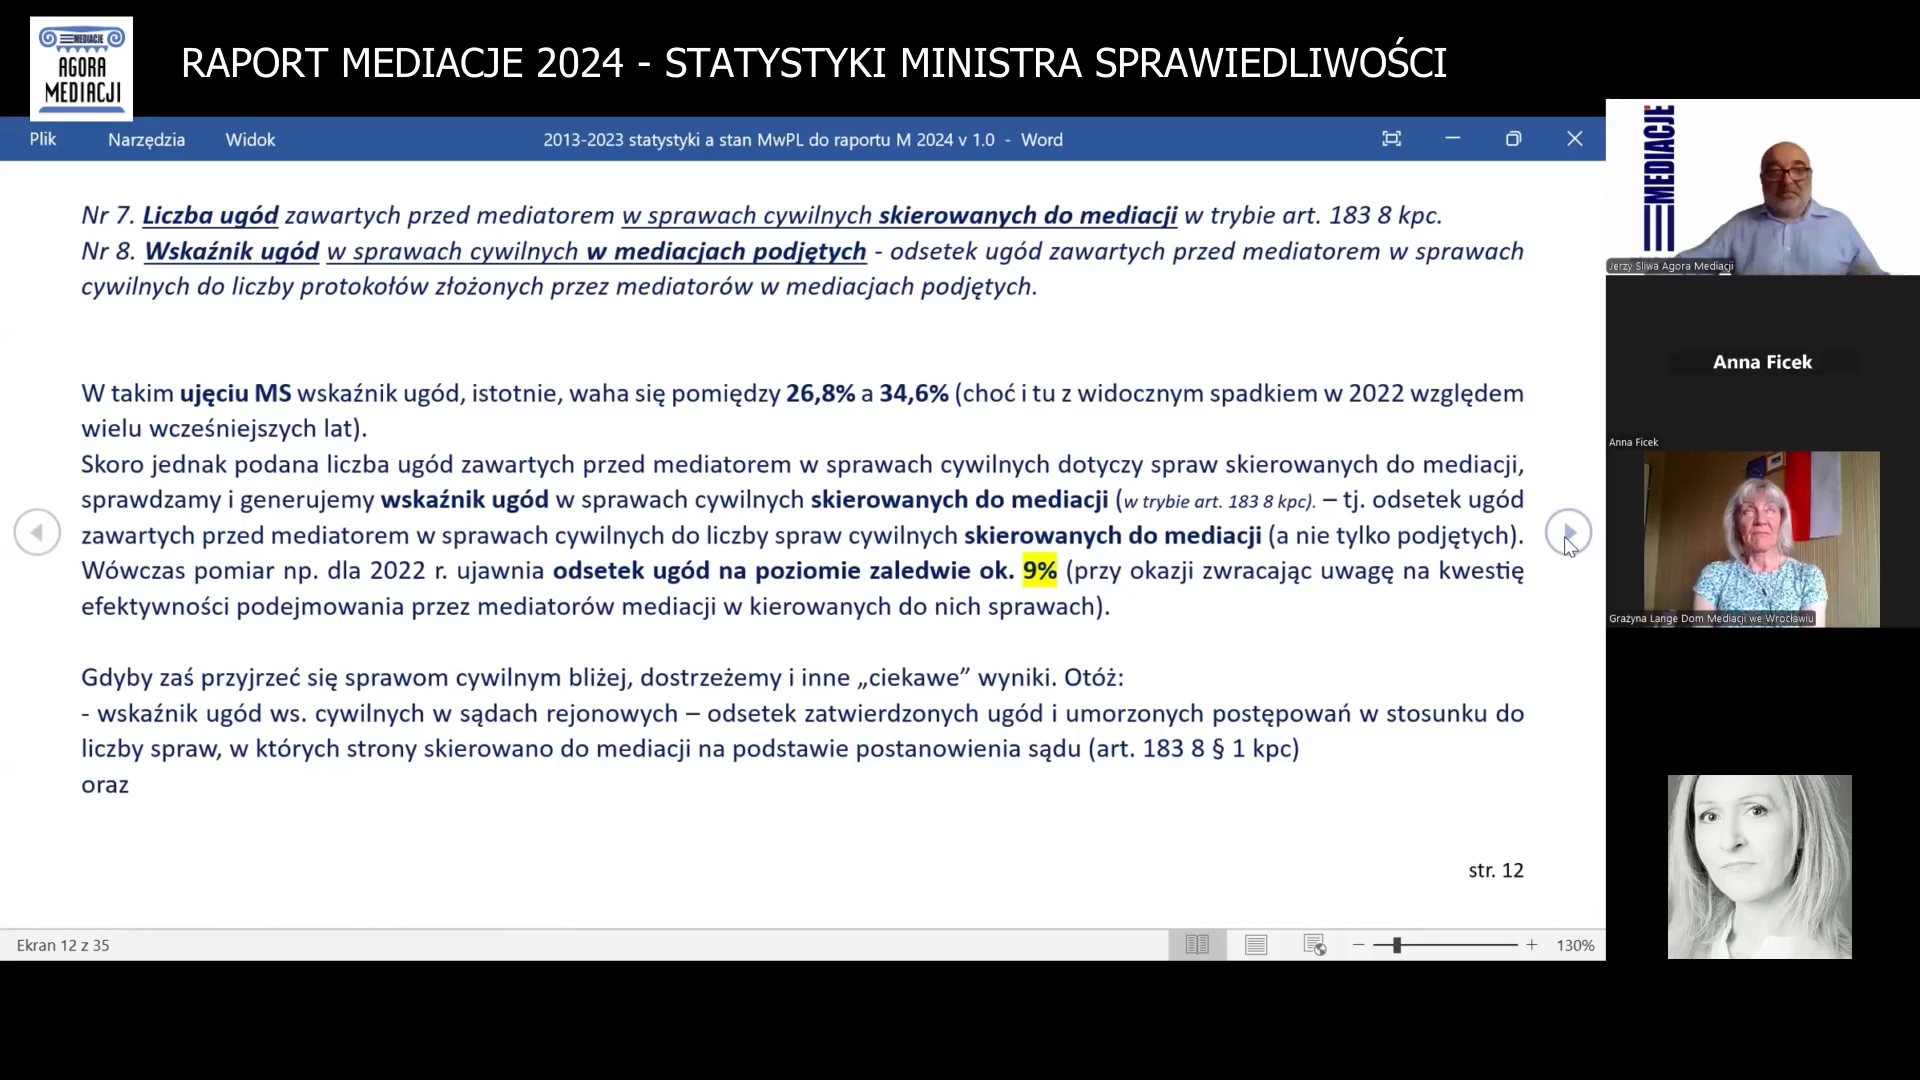 MEDIACJE
AGORA
MEDIACJI
RAPORT MEDIACJE 2024 - STATYSTYKI MINISTRA SPRAWIEDLIWOŚCI
Plik Narzędzia Widok 2013-2023 statystyki a stan MwPL do raportu M 2024 v 1.0 - Word
Nr 7. Liczba ugód zawartych przed mediatorem w sprawach cywilnych skierowanych do mediacji w trybie art. 183 8 kpc.
Nr 8. Wskaźnik ugód w sprawach cywilnych w mediacjach podjętych - odsetek ugód zawartych przed mediatorem w sprawach
cywilnych do liczby protokołów złożonych przez mediatorów w mediacjach podjętych.
W takim ujęciu MS wskaźnik ugód, istotnie, waha się pomiędzy 26,8% a 34,6% (choć i tu z widocznym spadkiem w 2022 względem
wielu wcześniejszych lat).
Skoro jednak podana liczba ugód zawartych przed mediatorem w sprawach cywilnych dotyczy spraw skierowanych do mediacji,
sprawdzamy i generujemy wskaźnik ugód w sprawach cywilnych skierowanych do mediacji (w trybie art. 183 8 kpc). – tj. odsetek ugód
zawartych przed mediatorem w sprawach cywilnych do liczby spraw cywilnych skierowanych do mediacji (a nie tylko podjętych).
Wówczas pomiar np. dla 2022 r. ujawnia odsetek ugód na poziomie zaledwie ok. 9% (przy okazji zwracając uwagę na kwestię
efektywności podejmowania przez mediatorów mediacji w kierowanych do nich sprawach).
Gdyby zaś przyjrzeć się sprawom cywilnym bliżej, dostrzeżemy i inne „ciekawe” wyniki. Otóż:
- wskaźnik ugód ws. cywilnych w sądach rejonowych – odsetek zatwierdzonych ugód i umorzonych postępowań w stosunku do
liczby spraw, w których strony skierowano do mediacji na podstawie postanowienia sądu (art. 183 8 § 1 kpc)
oraz
str. 12
Ekran 12 z 35
130%
MEDIACJE
Jerzy Śliwa Agora Mediacji
Anna Ficek
Anna Ficek
Grażyna Lange Dom Mediacji we Wrocławiu